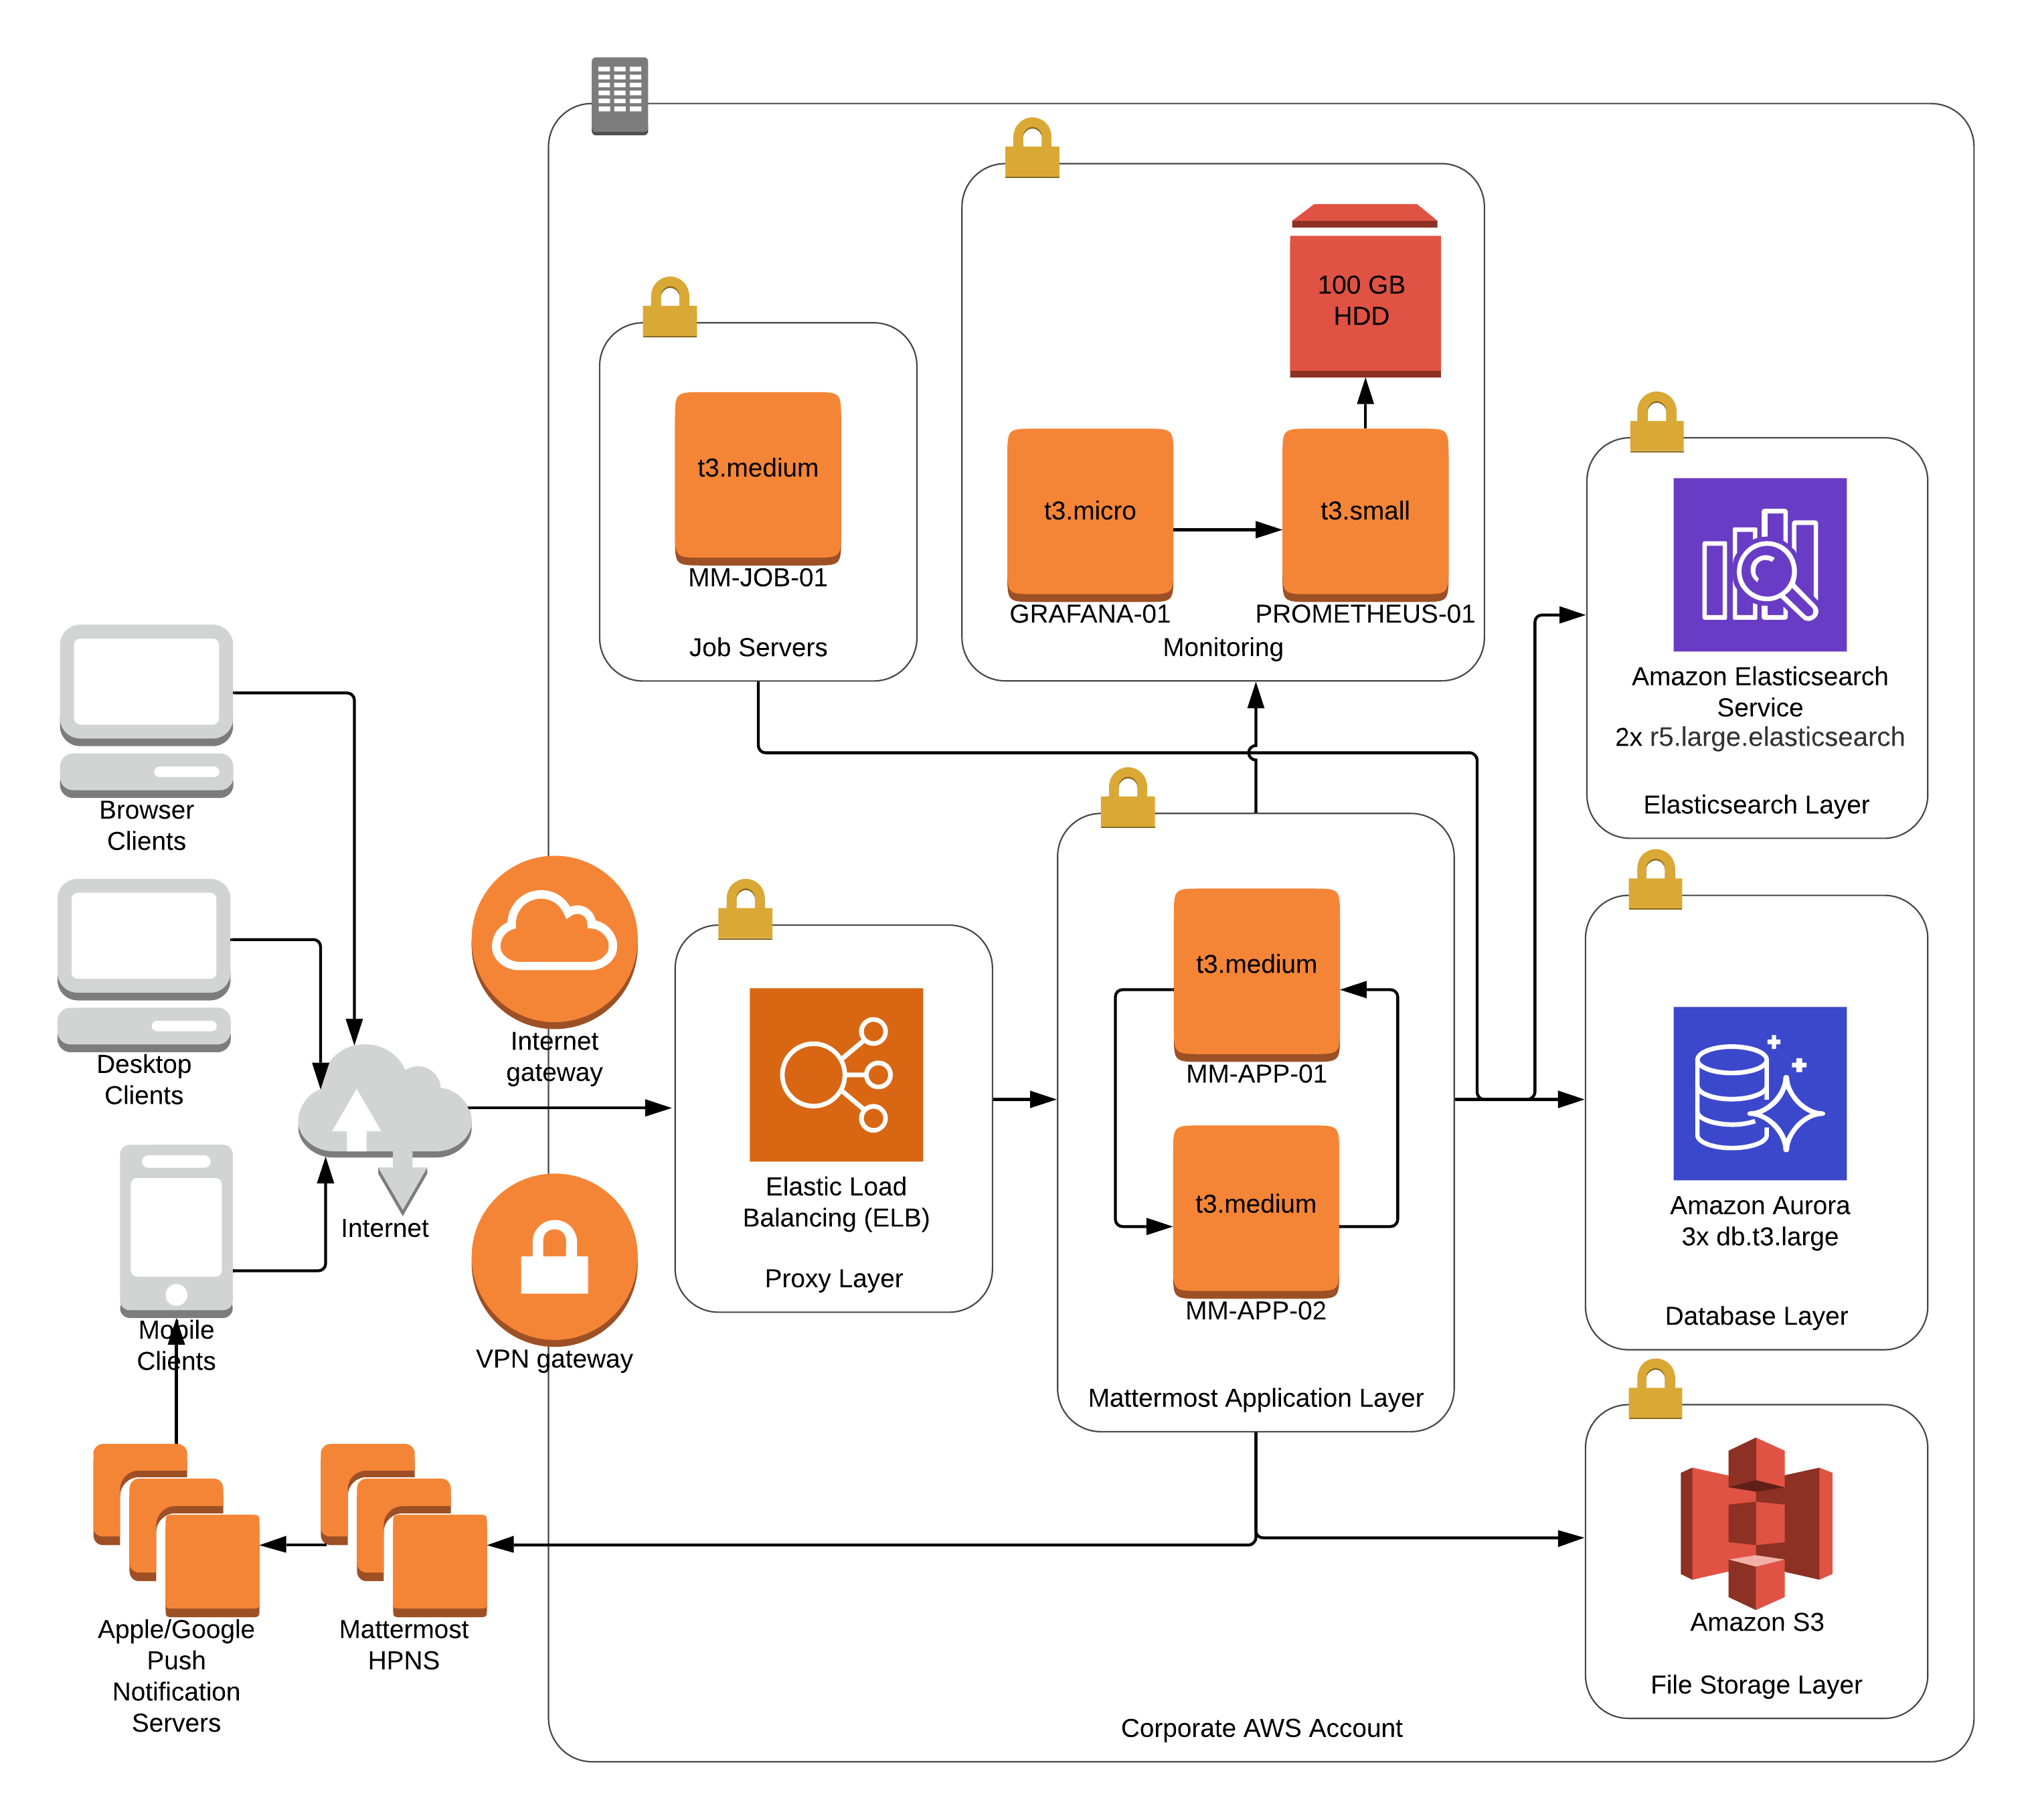 100 GB
HDD
t3.medium
MM-JOB-01
Job Servers
t3.micro
GRAFANA-01
t3.small
PROMETHEUS-01
Monitoring
Amazon Elasticsearch
Service
2x r5.large.elasticsearch
Elasticsearch Layer
Browser
Clients
Desktop
Clients
Internet
Mobile
Clients
Internet
gateway
VPN gateway
Elastic Load
Balancing (ELB)
Proxy Layer
t3.medium
MM-APP-01
t3.medium
MM-APP-02
Mattermost Application Layer
Amazon Aurora
3x db.t3.large
Database Layer
Amazon S3
File Storage Layer
Apple/Google
Push
Notification
Servers
Mattermost
HPNS
Corporate AWS Account